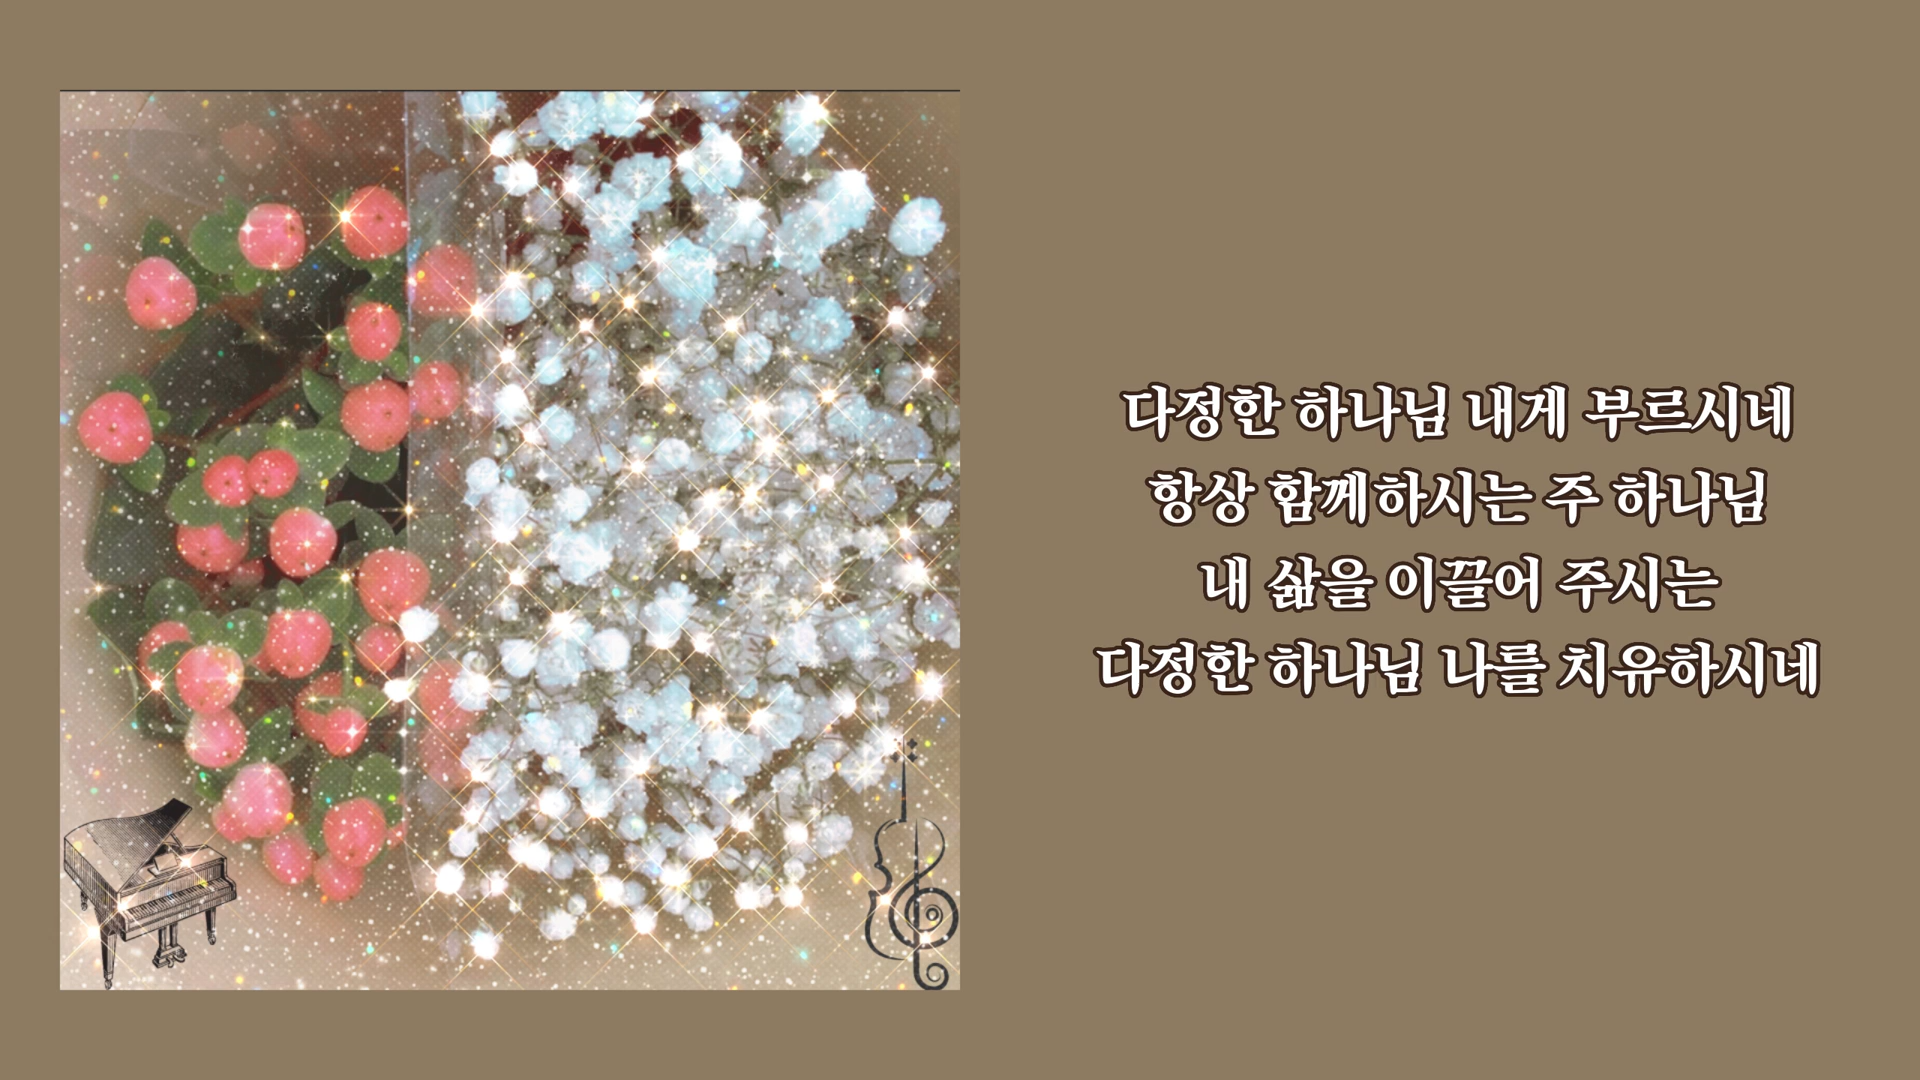 다정한 하나님 내게 부르시네
항상 함께하시는 주 하나님
내 삶을 이끌어 주시는
다정한 하나님 나를 치유하시네